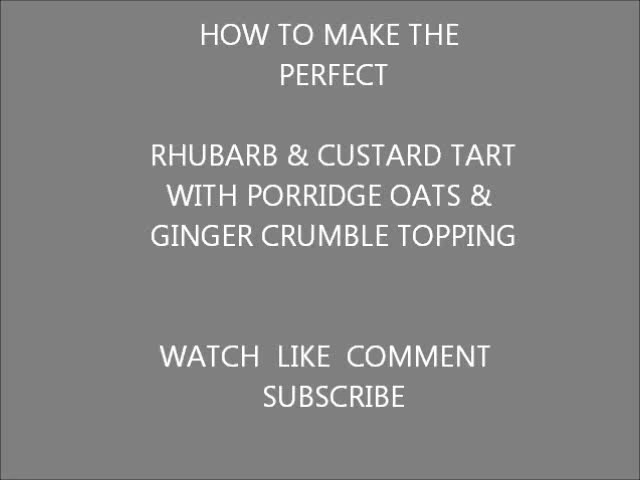 HOW TO MAKE THE
PERFECT
RHUBARB & CUSTARD TART
WITH PORRIDGE OATS &
GINGER CRUMBLE TOPPING
WATCH  LIKE  COMMENT
SUBSCRIBE